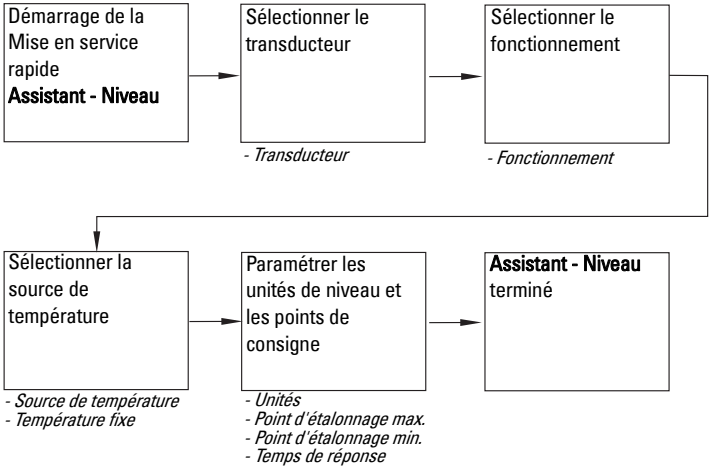 Démarrage de la
Mise en service
rapide
Assistant - Niveau
Sélectionner le
transducteur
- Transducteur
Sélectionner le
fonctionnement
- Fonctionnement
Sélectionner la
source de
température
- Source de température
- Température fixe
Paramétrer les
unités de niveau et
les points de
consigne
- Unités
- Point d'étalonnage max.
- Point d'étalonnage min.
- Temps de réponse
Assistant - Niveau
terminé